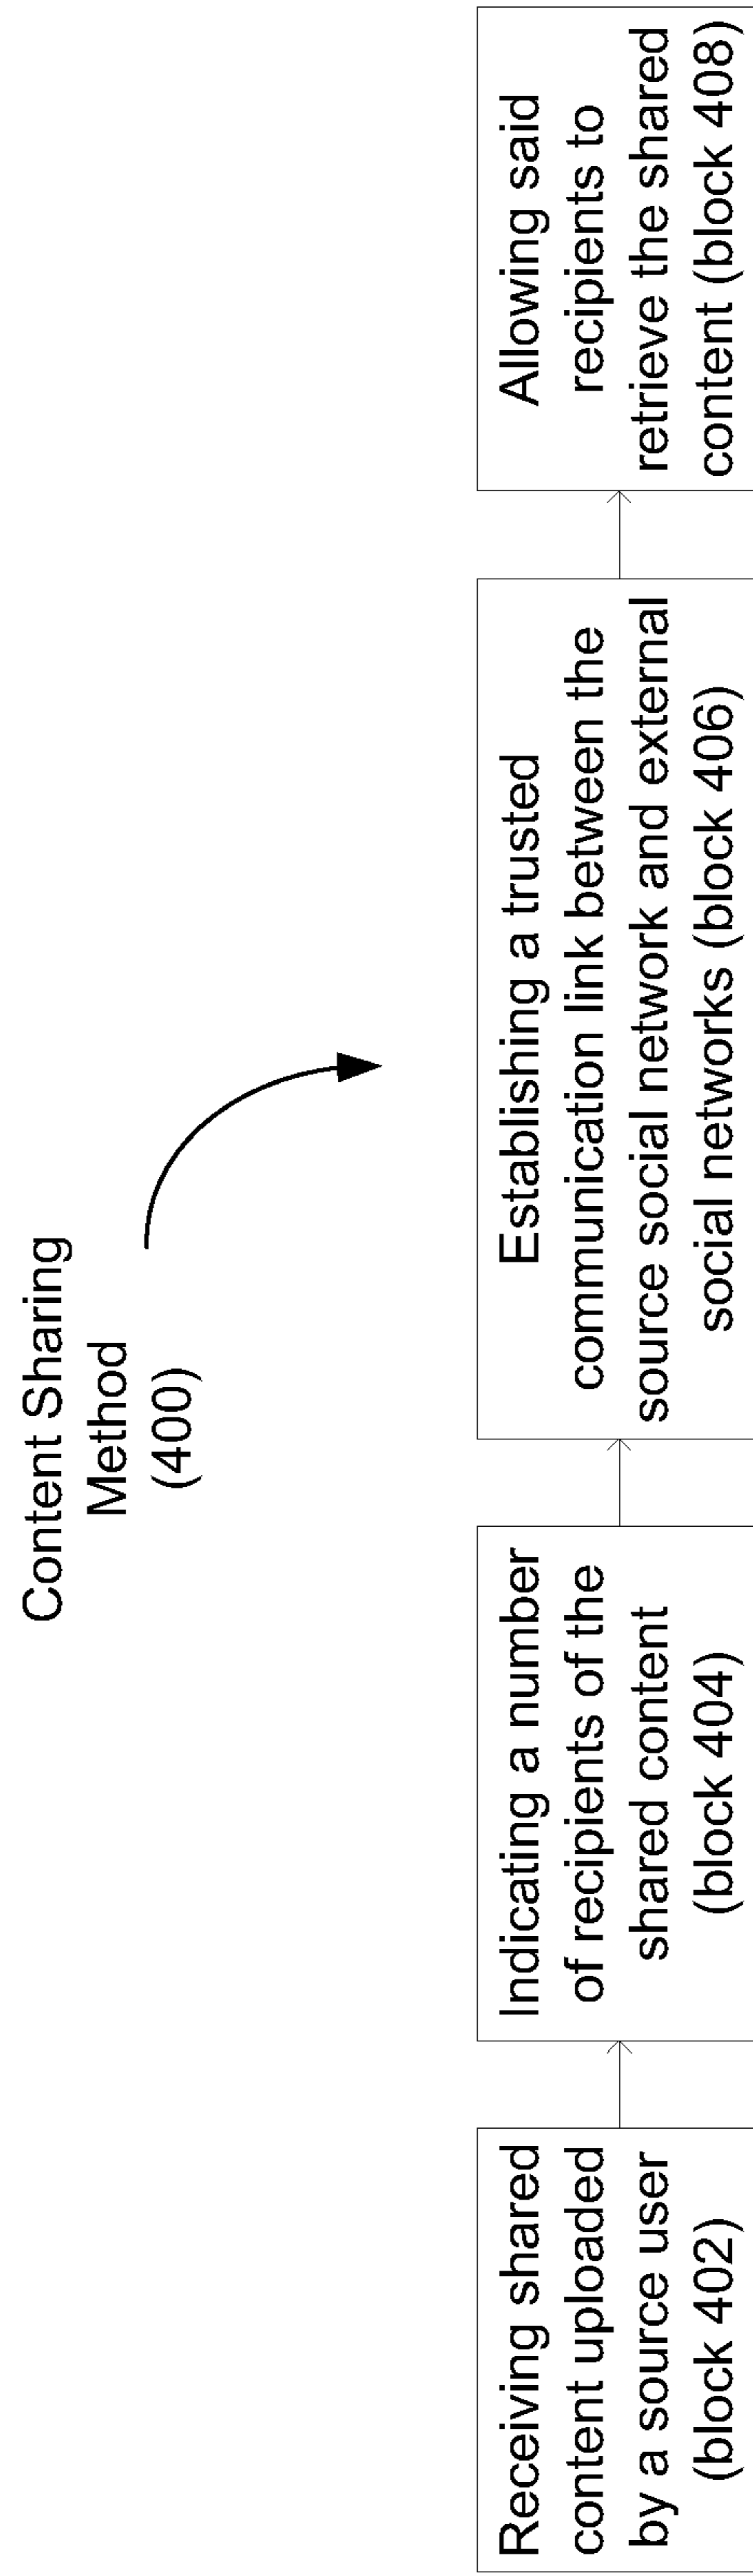 Content Sharing
Method
(400)
Receiving shared
content uploaded
by a source user
(block 402)
Indicating a number
of recipients of the
shared content
(block 404)
Establishing a trusted
communication link between the
source social network and external
social networks (block 406)
Allowing said
recipients to
retrieve the shared
content (block 408)